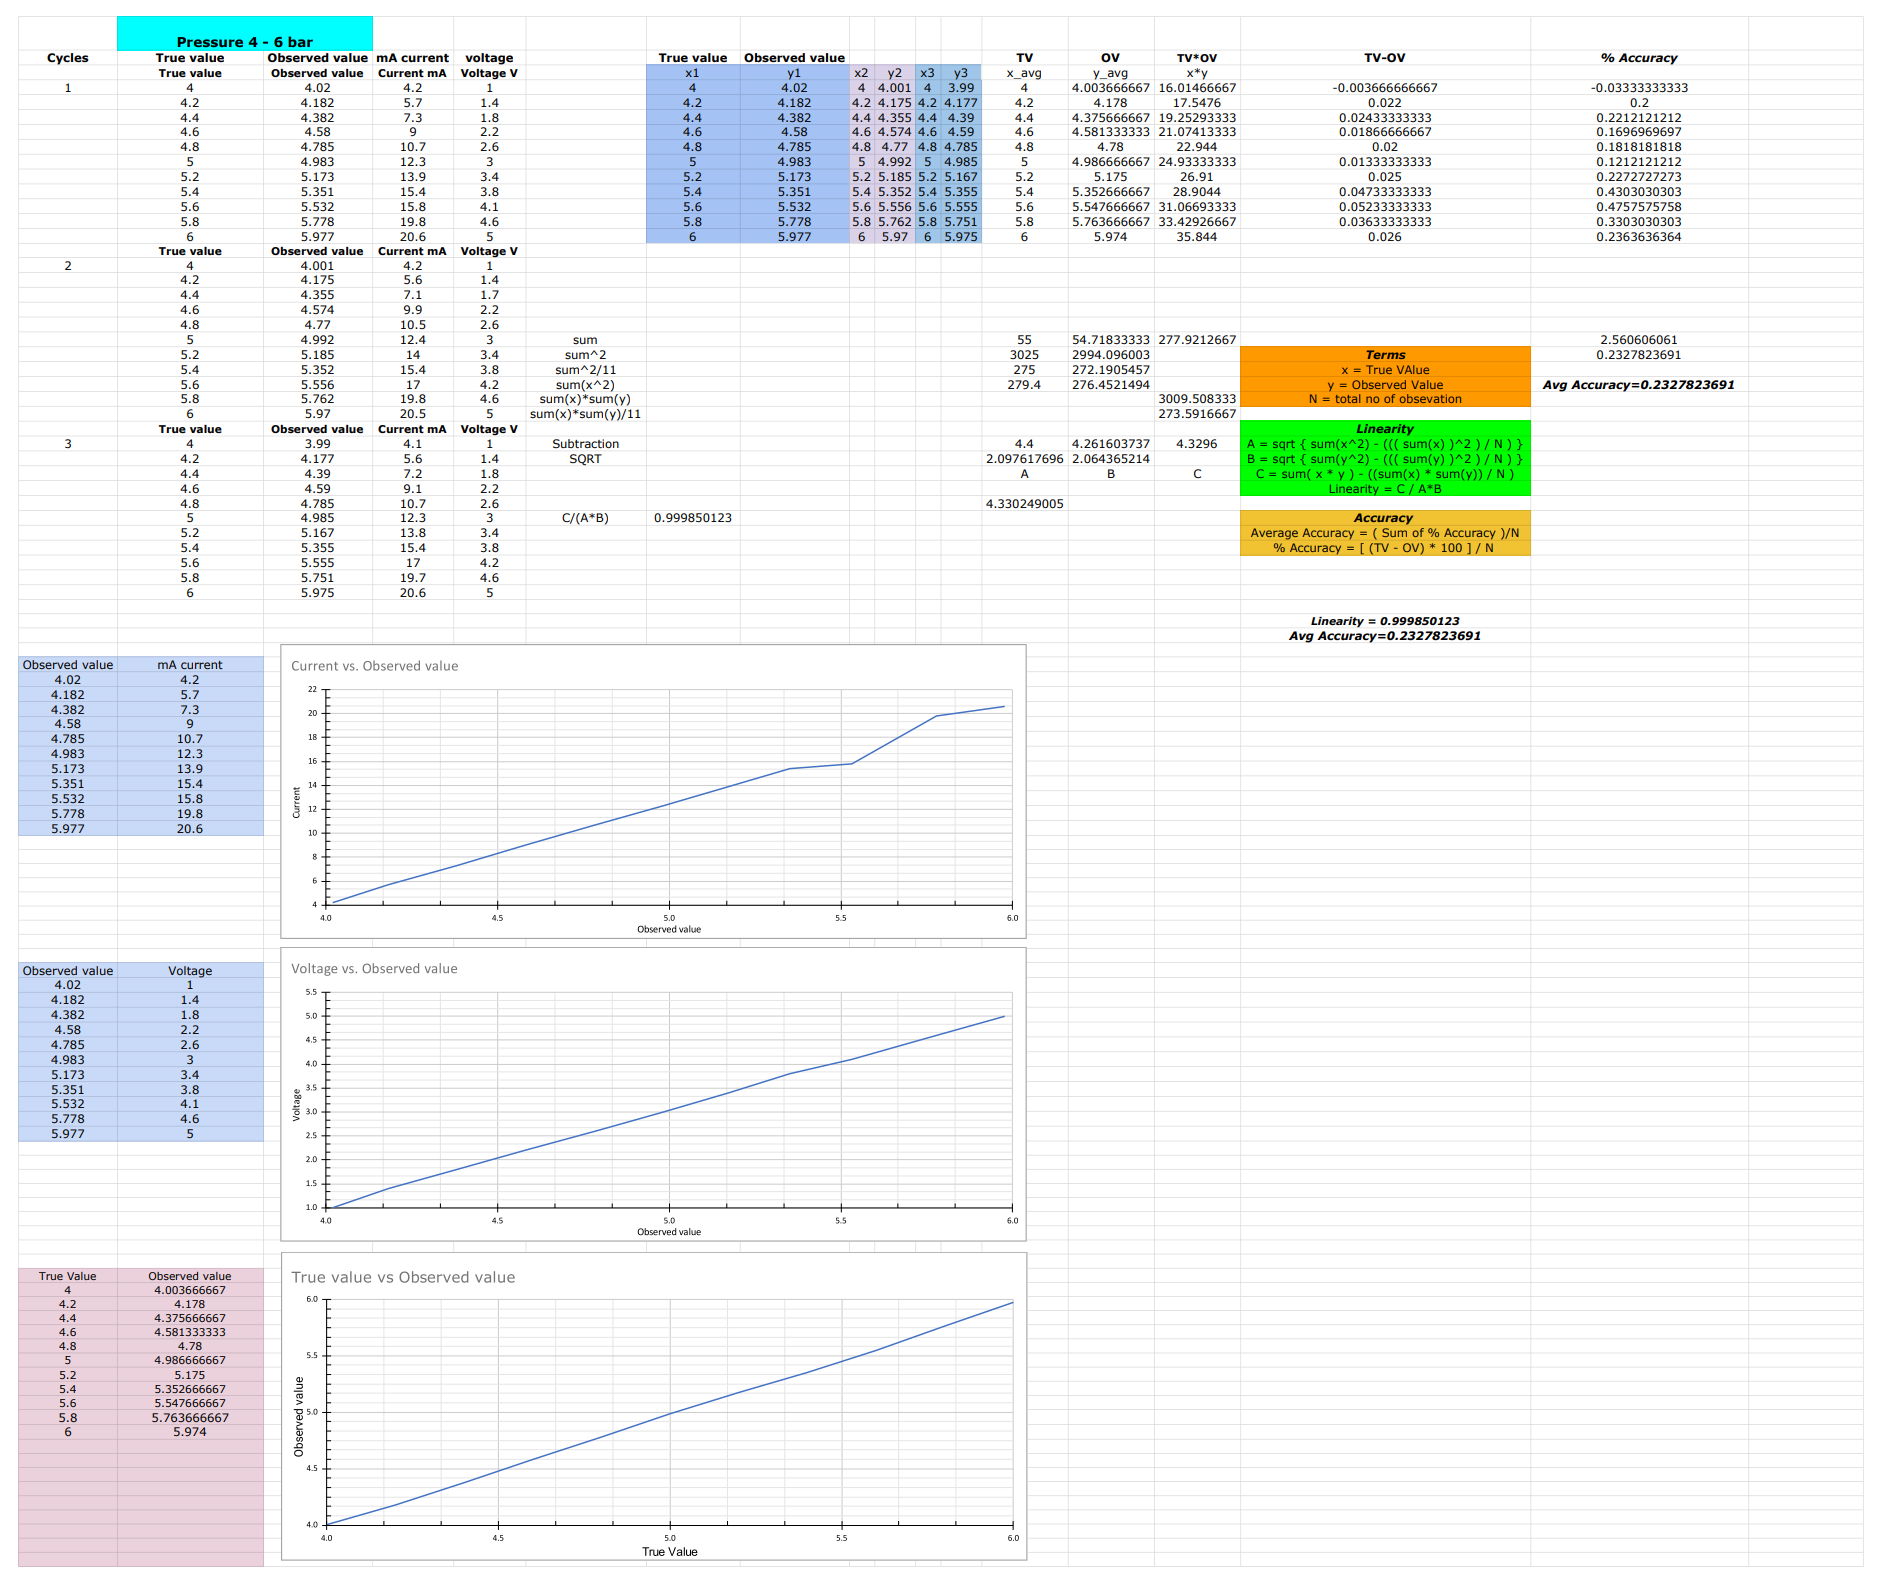 Pressure 4 - 6 bar
Cycles True value Observed value mA current voltage True value Observed value TV OV TV*OV TV-OV % Accuracy
True value Observed value Current mA Voltage V x1 y1 x2 y2 x3 y3 x_avg y_avg x*y
1 4 4.02 4.2 1 4 4.02 4 4.001 4 3.99 4 4.003666667 16.01466667 -0.003666666667 -0.03333333333
4.2 4.182 5.7 1.4 4.2 4.182 4.2 4.175 4.2 4.177 4.2 4.178 17.5476 0.022 0.2
4.4 4.382 7.3 1.8 4.4 4.382 4.4 4.355 4.4 4.39 4.4 4.375666667 19.25293333 0.02433333333 0.2212121212
4.6 4.58 9 2.2 4.6 4.58 4.6 4.574 4.6 4.59 4.6 4.581333333 21.07413333 0.01866666667 0.1696969697
4.8 4.785 10.7 2.6 4.8 4.785 4.8 4.77 4.8 4.785 4.8 4.78 22.944 0.02 0.1818181818
5 4.983 12.3 3 5 4.983 5 4.992 5 4.985 5 4.986666667 24.93333333 0.01333333333 0.1212121212
5.2 5.173 13.9 3.4 5.2 5.173 5.2 5.185 5.2 5.167 5.2 5.175 26.91 0.025 0.2272727273
5.4 5.351 15.4 3.8 5.4 5.351 5.4 5.352 5.4 5.355 5.4 5.352666667 28.9044 0.04733333333 0.4303030303
5.6 5.532 15.8 4.1 5.6 5.532 5.6 5.556 5.6 5.555 5.6 5.547666667 31.06693333 0.05233333333 0.4757575758
5.8 5.778 19.8 4.6 5.8 5.778 5.8 5.762 5.8 5.751 5.8 5.763666667 33.42926667 0.03633333333 0.3303030303
6 5.977 20.6 5 6 5.977 6 5.97 6 5.975 6 5.974 35.844 0.026 0.2363636364
True value Observed value Current mA Voltage V
2 4 4.001 4.2 1
4.2 4.175 5.6 1.4
4.4 4.355 7.1 1.7
4.6 4.574 9.9 2.2
4.8 4.77 10.5 2.6
5 4.992 12.4 3 sum 55 54.71833333 277.9212667 2.560606061
5.2 5.185 14 3.4 sum^2 3025 2994.096003 Terms 0.2327823691
5.4 5.352 15.4 3.8 sum^2/11 275 272.1905457 x = True VAlue
5.6 5.556 17 4.2 sum(x^2) 279.4 276.4521494 y = Observed Value Avg Accuracy=0.2327823691
5.8 5.762 19.8 4.6 sum(x)*sum(y) 3009.508333 N = total no of obsevation
6 5.97 20.5 5 sum(x)*sum(y)/11 273.5916667
True value Observed value Current mA Voltage V Linearity
3 4 3.99 4.1 1 Subtraction 4.4 4.261603737 4.3296 A = sqrt { sum(x^2) - ((( sum(x) )^2 ) / N ) }
4.2 4.177 5.6 1.4 SQRT 2.097617696 2.064365214 B = sqrt { sum(y^2) - ((( sum(y) )^2 ) / N ) }
4.4 4.39 7.2 1.8 A B C C = sum( x * y ) - ((sum(x) * sum(y)) / N )
4.6 4.59 9.1 2.2 Linearity = C / A*B
4.8 4.785 10.7 2.6 4.330249005
5 4.985 12.3 3 C/(A*B) 0.999850123 Accuracy
5.2 5.167 13.8 3.4 Average Accuracy = ( Sum of % Accuracy )/N
5.4 5.355 15.4 3.8 % Accuracy = [ (TV - OV) * 100 ] / N
5.6 5.555 17 4.2
5.8 5.751 19.7 4.6
6 5.975 20.6 5
Linearity = 0.999850123
Avg Accuracy=0.2327823691
Observed value mA current
4.02 4.2
4.182 5.7
4.382 7.3
4.58 9
4.785 10.7
4.983 12.3
5.173 13.9
5.351 15.4
5.532 15.8
5.778 19.8
5.977 20.6
Current vs. Observed value
22
20
18
16
14
12
10
8
6
4
Current
4.0 4.5 5.0 5.5 6.0
Observed value
Observed value Voltage
4.02 1
4.182 1.4
4.382 1.8
4.58 2.2
4.785 2.6
4.983 3
5.173 3.4
5.351 3.8
5.532 4.1
5.778 4.6
5.977 5
Voltage vs. Observed value
5.5
5.0
4.5
4.0
3.5
3.0
2.5
2.0
1.5
1.0
Voltage
4.0 4.5 5.0 5.5 6.0
Observed value
True Value Observed value
4 4.003666667
4.2 4.178
4.4 4.375666667
4.6 4.581333333
4.8 4.78
5 4.986666667
5.2 5.175
5.4 5.352666667
5.6 5.547666667
5.8 5.763666667
6 5.974
True value vs Observed value
6.0
5.5
5.0
4.5
4.0
Observed value
4.0 4.5 5.0 5.5 6.0
True Value